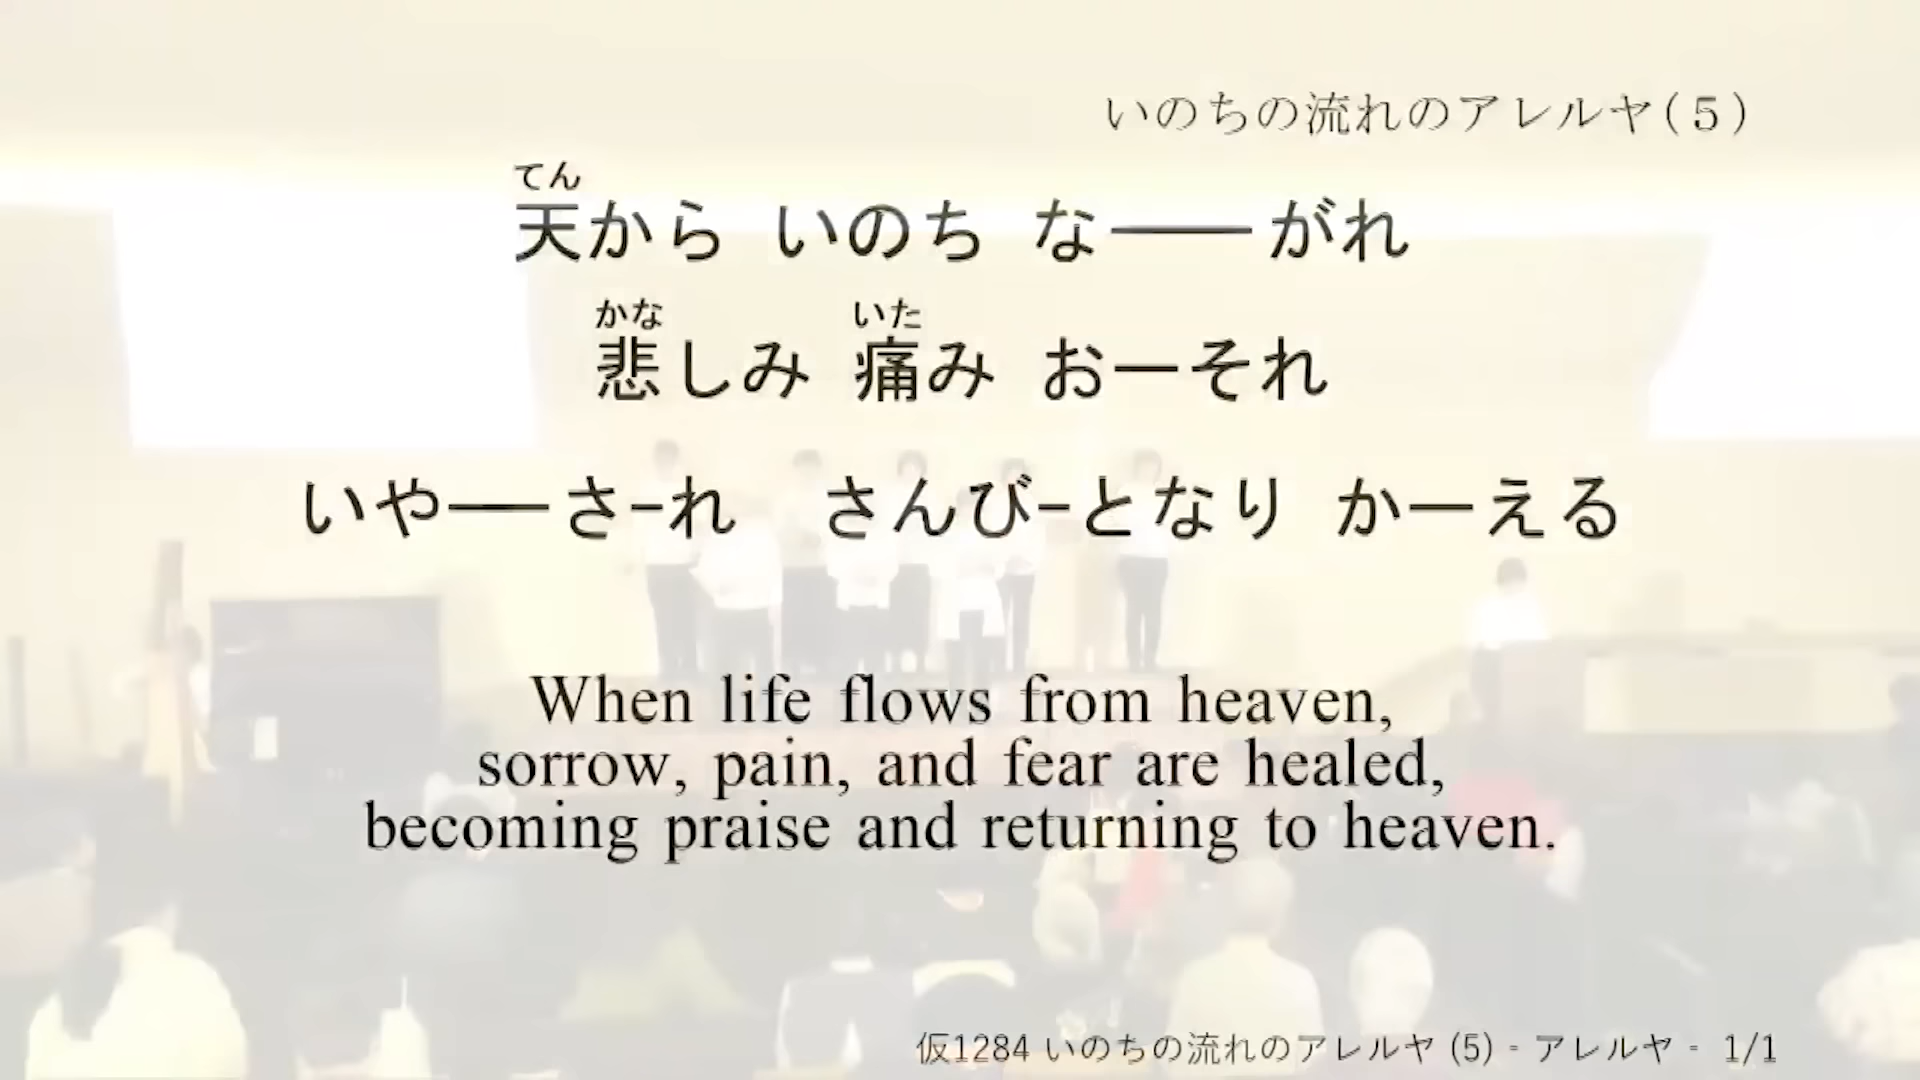 いのちの流れのアレルヤ(５)
てん
天から いのち な――がれ
かな いた
悲しみ 痛み おーそれ
いや――さ-れ さんび-となり かーえる
When life flows from heaven,
sorrow, pain, and fear are healed,
becoming praise and returning to heaven.
仮1284 いのちの流れのアレルヤ (5) - アレルヤ - 1/1